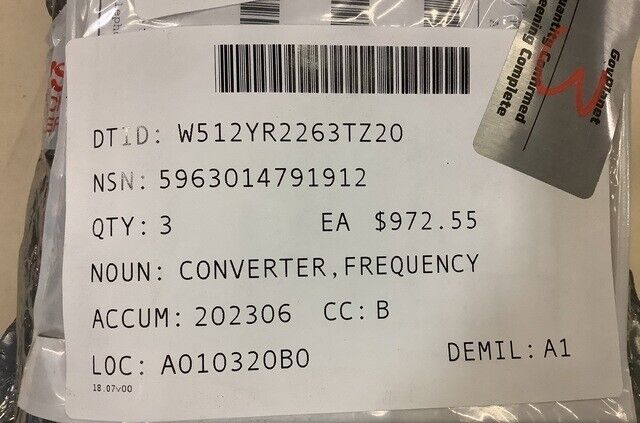 DTID: W512YR2263TZ20
NSN: 5963014791912
QTY: 3 EA $972.55
NOUN: CONVERTER,FREQUENCY
ACCUM: 202306 CC: B
LOC: A010320B0 DEMIL: A1
18.07v00
GovPlanet
Quantity Confirmed
Screening Complete